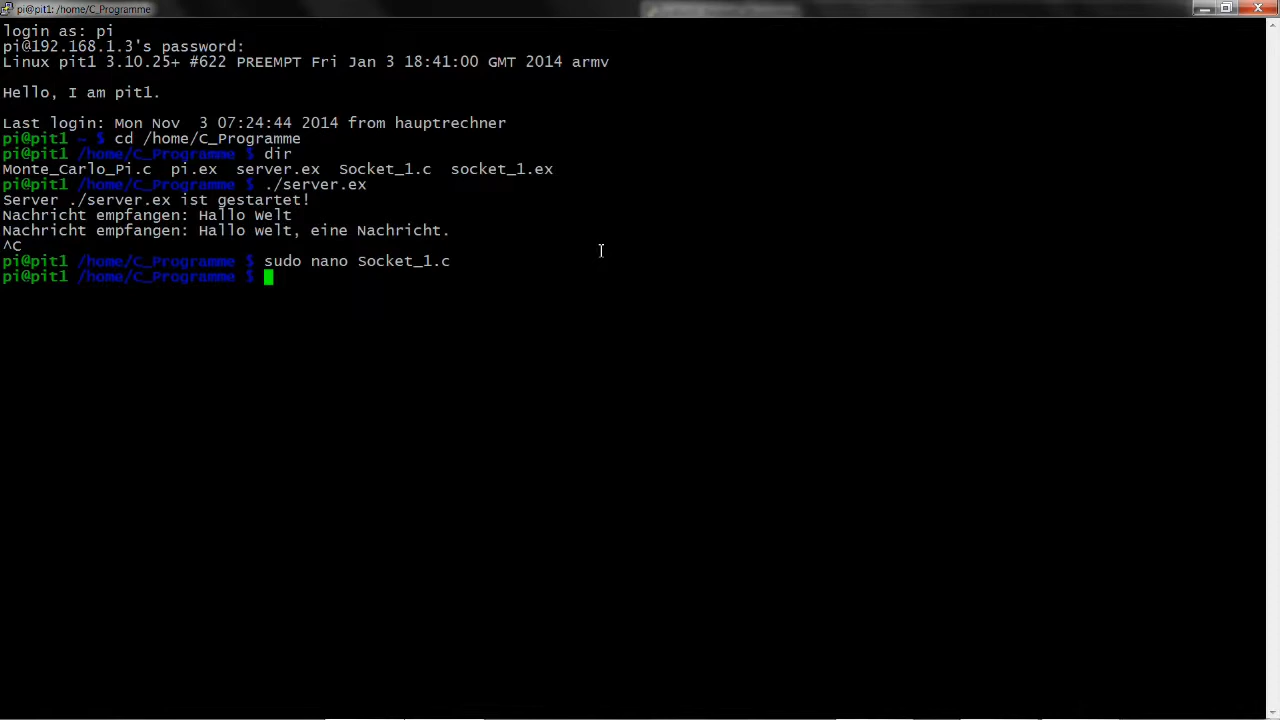 pi@pit1: /home/C_Programme
login as: pi
pi@192.168.1.3's password:
Linux pit1 3.10.25+ #622 PREEMPT Fri Jan 3 18:41:00 GMT 2014 armv
Hello, I am pit1.
Last login: Mon Nov  3 07:24:44 2014 from hauptrechner
pi@pit1 ~ $ cd /home/C_Programme
pi@pit1 /home/C_Programme $ dir
Monte_Carlo_Pi.c  pi.ex  server.ex  Socket_1.c  socket_1.ex
pi@pit1 /home/C_Programme $ ./server.ex
Server ./server.ex ist gestartet!
Nachricht empfangen: Hallo welt
Nachricht empfangen: Hallo welt, eine Nachricht.
^C
pi@pit1 /home/C_Programme $ sudo nano Socket_1.c
pi@pit1 /home/C_Programme $